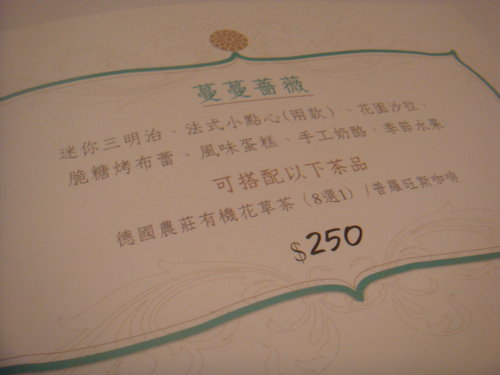 蔓蔓薔薇
迷你三明治、法式小點心(兩款)、花園沙拉、
脆糖烤布蕾、風味蛋糕、手工奶酪、季節水果
可搭配以下茶品
德國農莊有機花草茶 (8選1) /普羅旺斯咖啡
$250